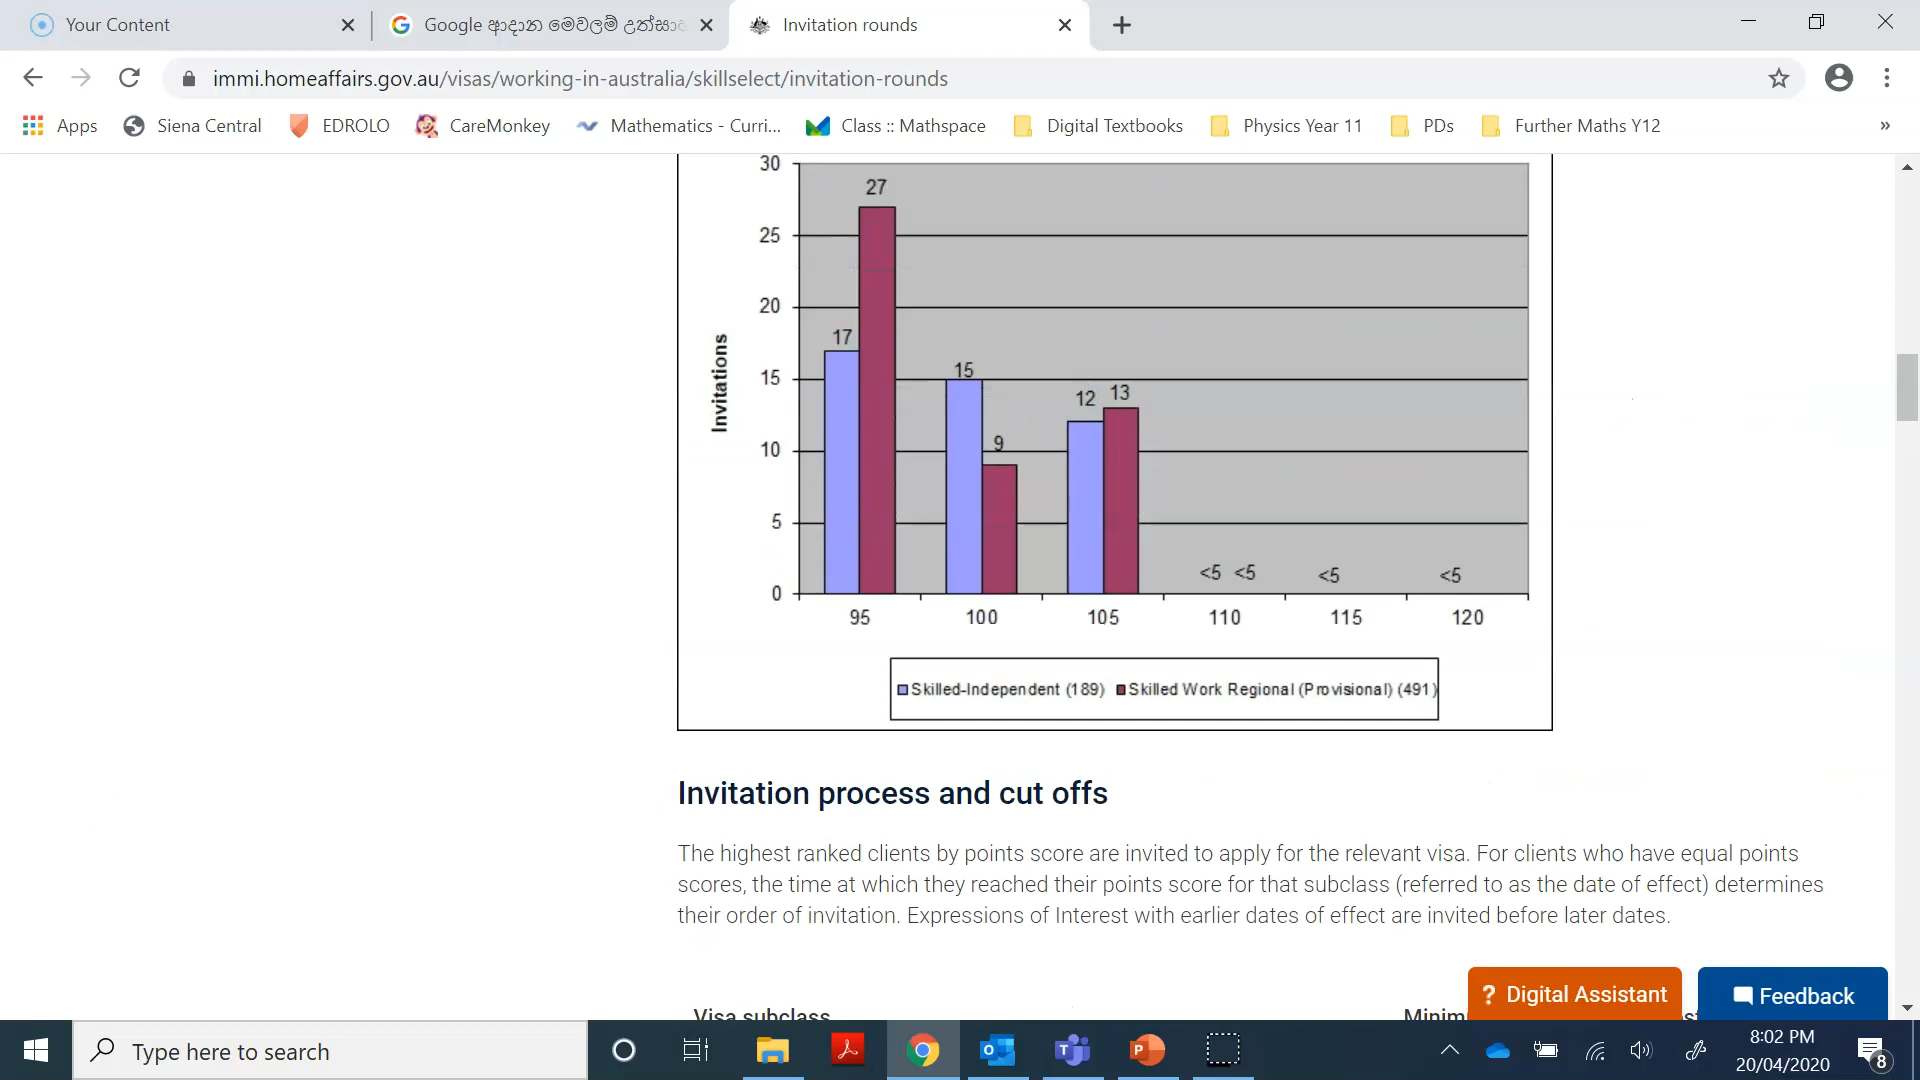 Your Content
Google ආදාන මෙවලම්
Invitation rounds
immi.homeaffairs.gov.au/visas/working-in-australia/skillselect/invitation-rounds
Apps Siena Central EDROLO CareMonkey Mathematics - Curri... Class :: Mathspace Digital Textbooks Physics Year 11 PDs Further Maths Y12 »
30
27
25
20
17
15
15
12 13
10
9
5
<5 <5 <5 <5
0
95 100 105 110 115 120
Invitations
Skilled-Independent (189) Skilled Work Regional (Provisional) (491)
Invitation process and cut offs
The highest ranked clients by points score are invited to apply for the relevant visa. For clients who have equal points
scores, the time at which they reached their points score for that subclass (referred to as the date of effect) determines
their order of invitation. Expressions of Interest with earlier dates of effect are invited before later dates.
? Digital Assistant
Feedback
Visa subclass
Type here to search
8:02 PM
20/04/2020
8